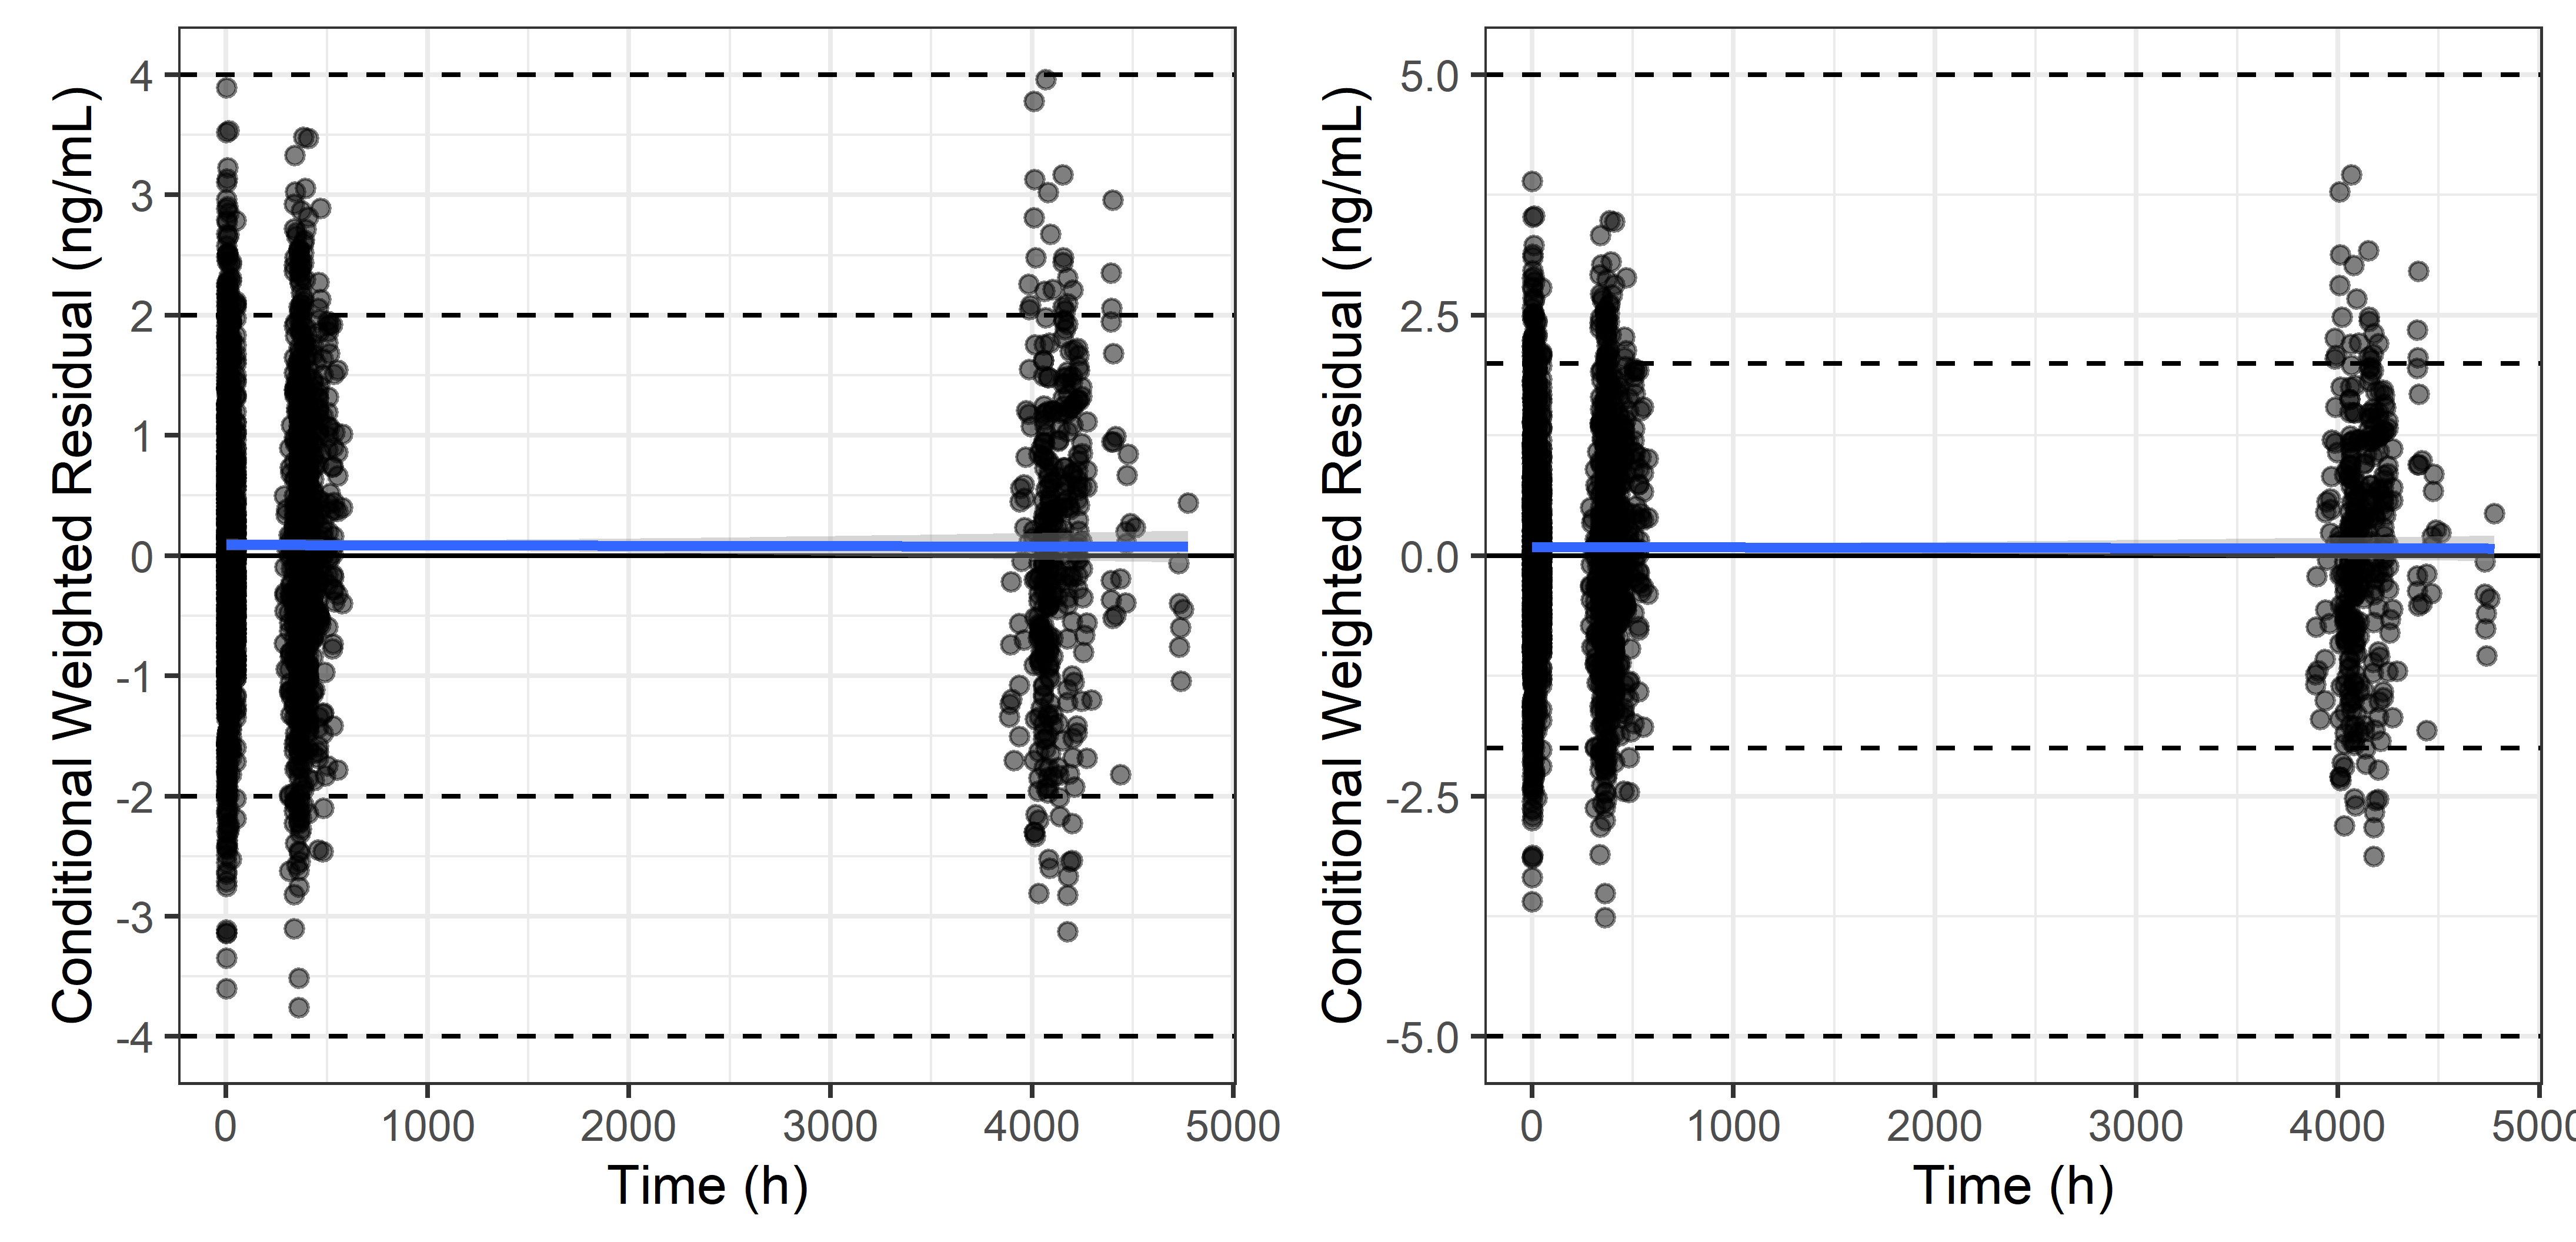 Conditional Weighted Residual (ng/mL)
4
3
2
1
0
-1
-2
-3
-4
0 1000 2000 3000 4000 5000
Time (h)
Conditional Weighted Residual (ng/mL)
5.0
2.5
0.0
-2.5
-5.0
0 1000 2000 3000 4000 500
Time (h)